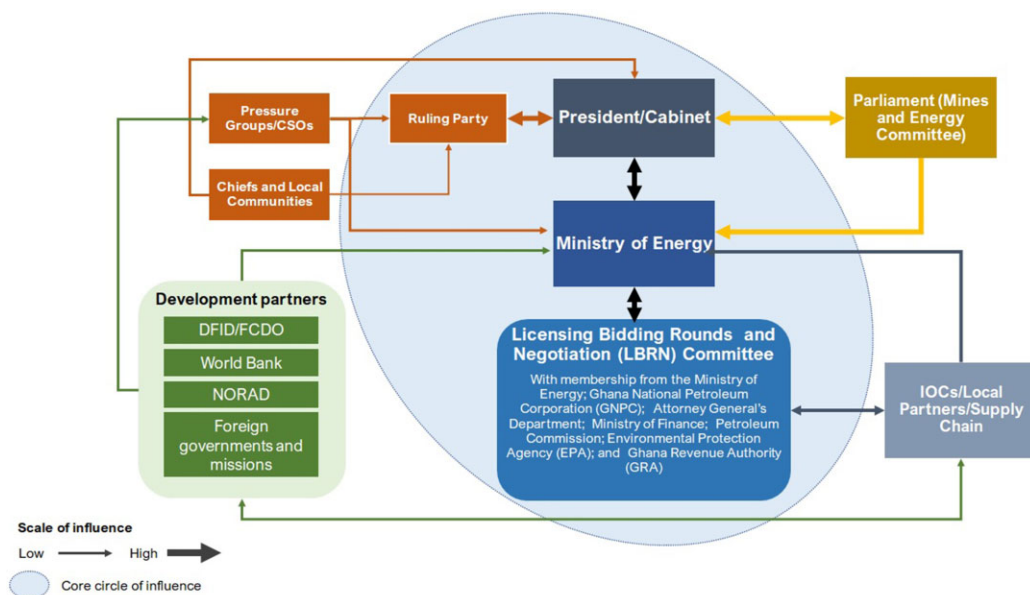 Pressure
Groups/CSOs
Ruling Party
President/Cabinet
Parliament (Mines
and Energy
Committee)
Chiefs and Local
Communities
Ministry of Energy
Development partners
DFID/FCDO
World Bank
NORAD
Foreign
governments and
missions
Licensing Bidding Rounds and
Negotiation (LBRN) Committee
With membership from the Ministry of
Energy; Ghana National Petroleum
Corporation (GNPC); Attorney General's
Department; Ministry of Finance; Petroleum
Commission; Environmental Protection
Agency (EPA); and Ghana Revenue Authority
(GRA)
IOCs/Local
Partners/Supply
Chain
Scale of influence
Low
High
Core circle of influence